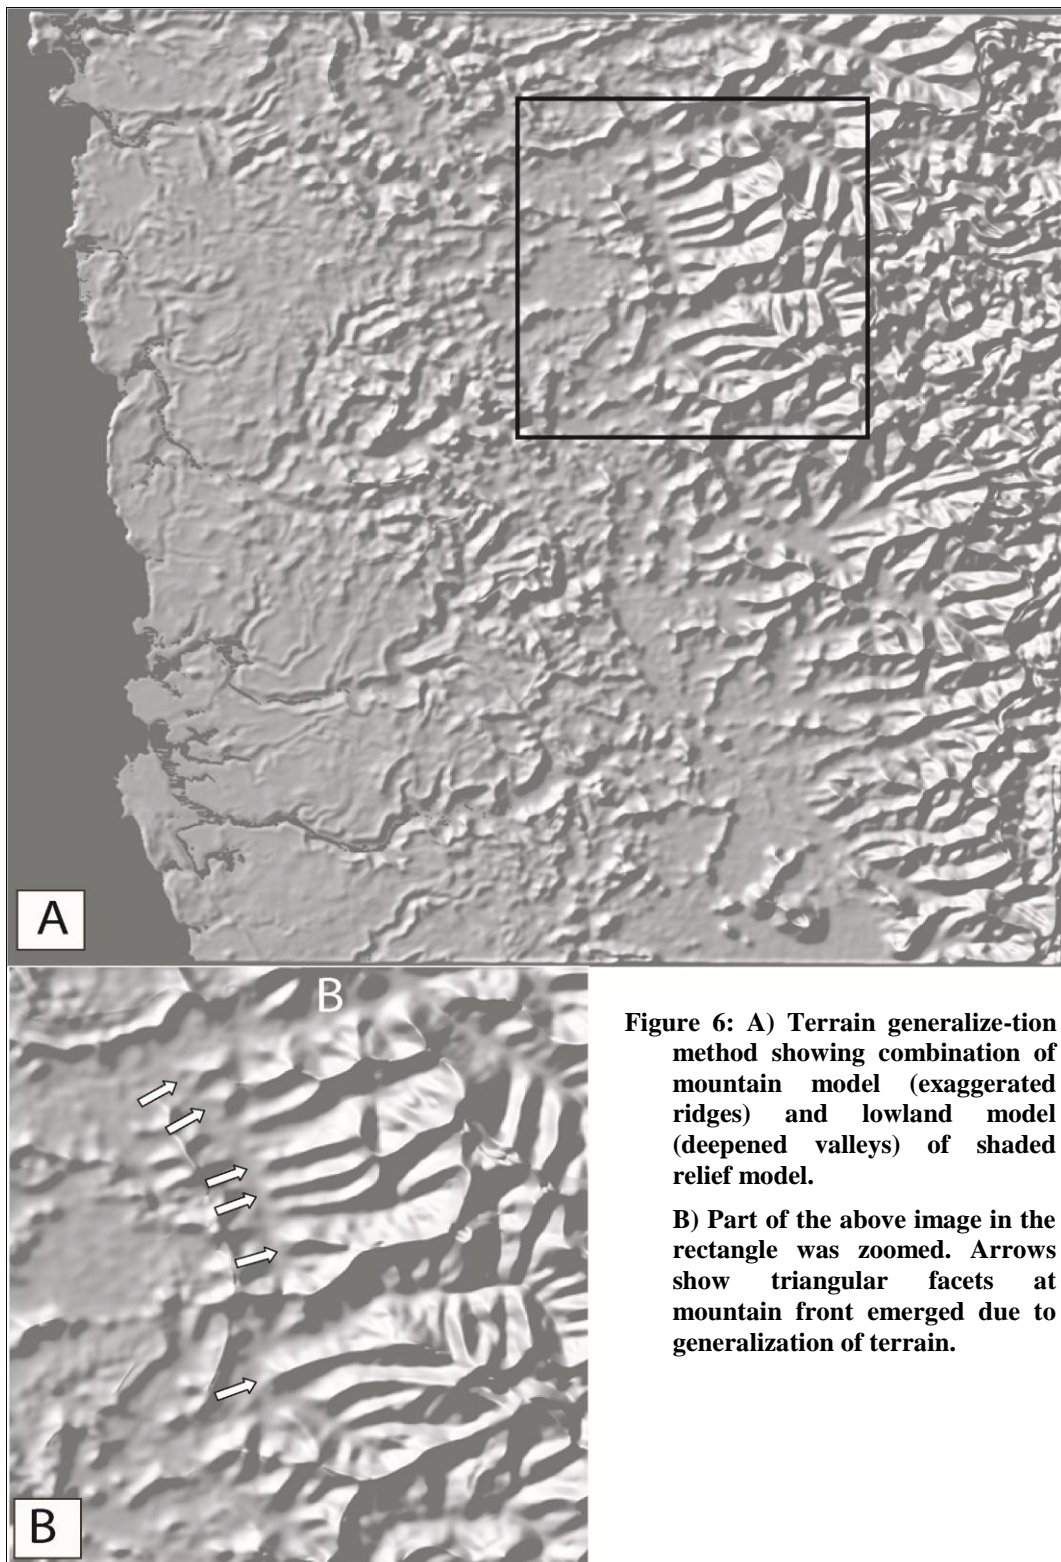 A
B
Figure 6: A) Terrain generalize-tion
method showing combination of
mountain model (exaggerated
ridges) and lowland model
(deepened valleys) of shaded
relief model.
B) Part of the above image in the
rectangle was zoomed. Arrows
show triangular facets at
mountain front emerged due to
generalization of terrain.
B